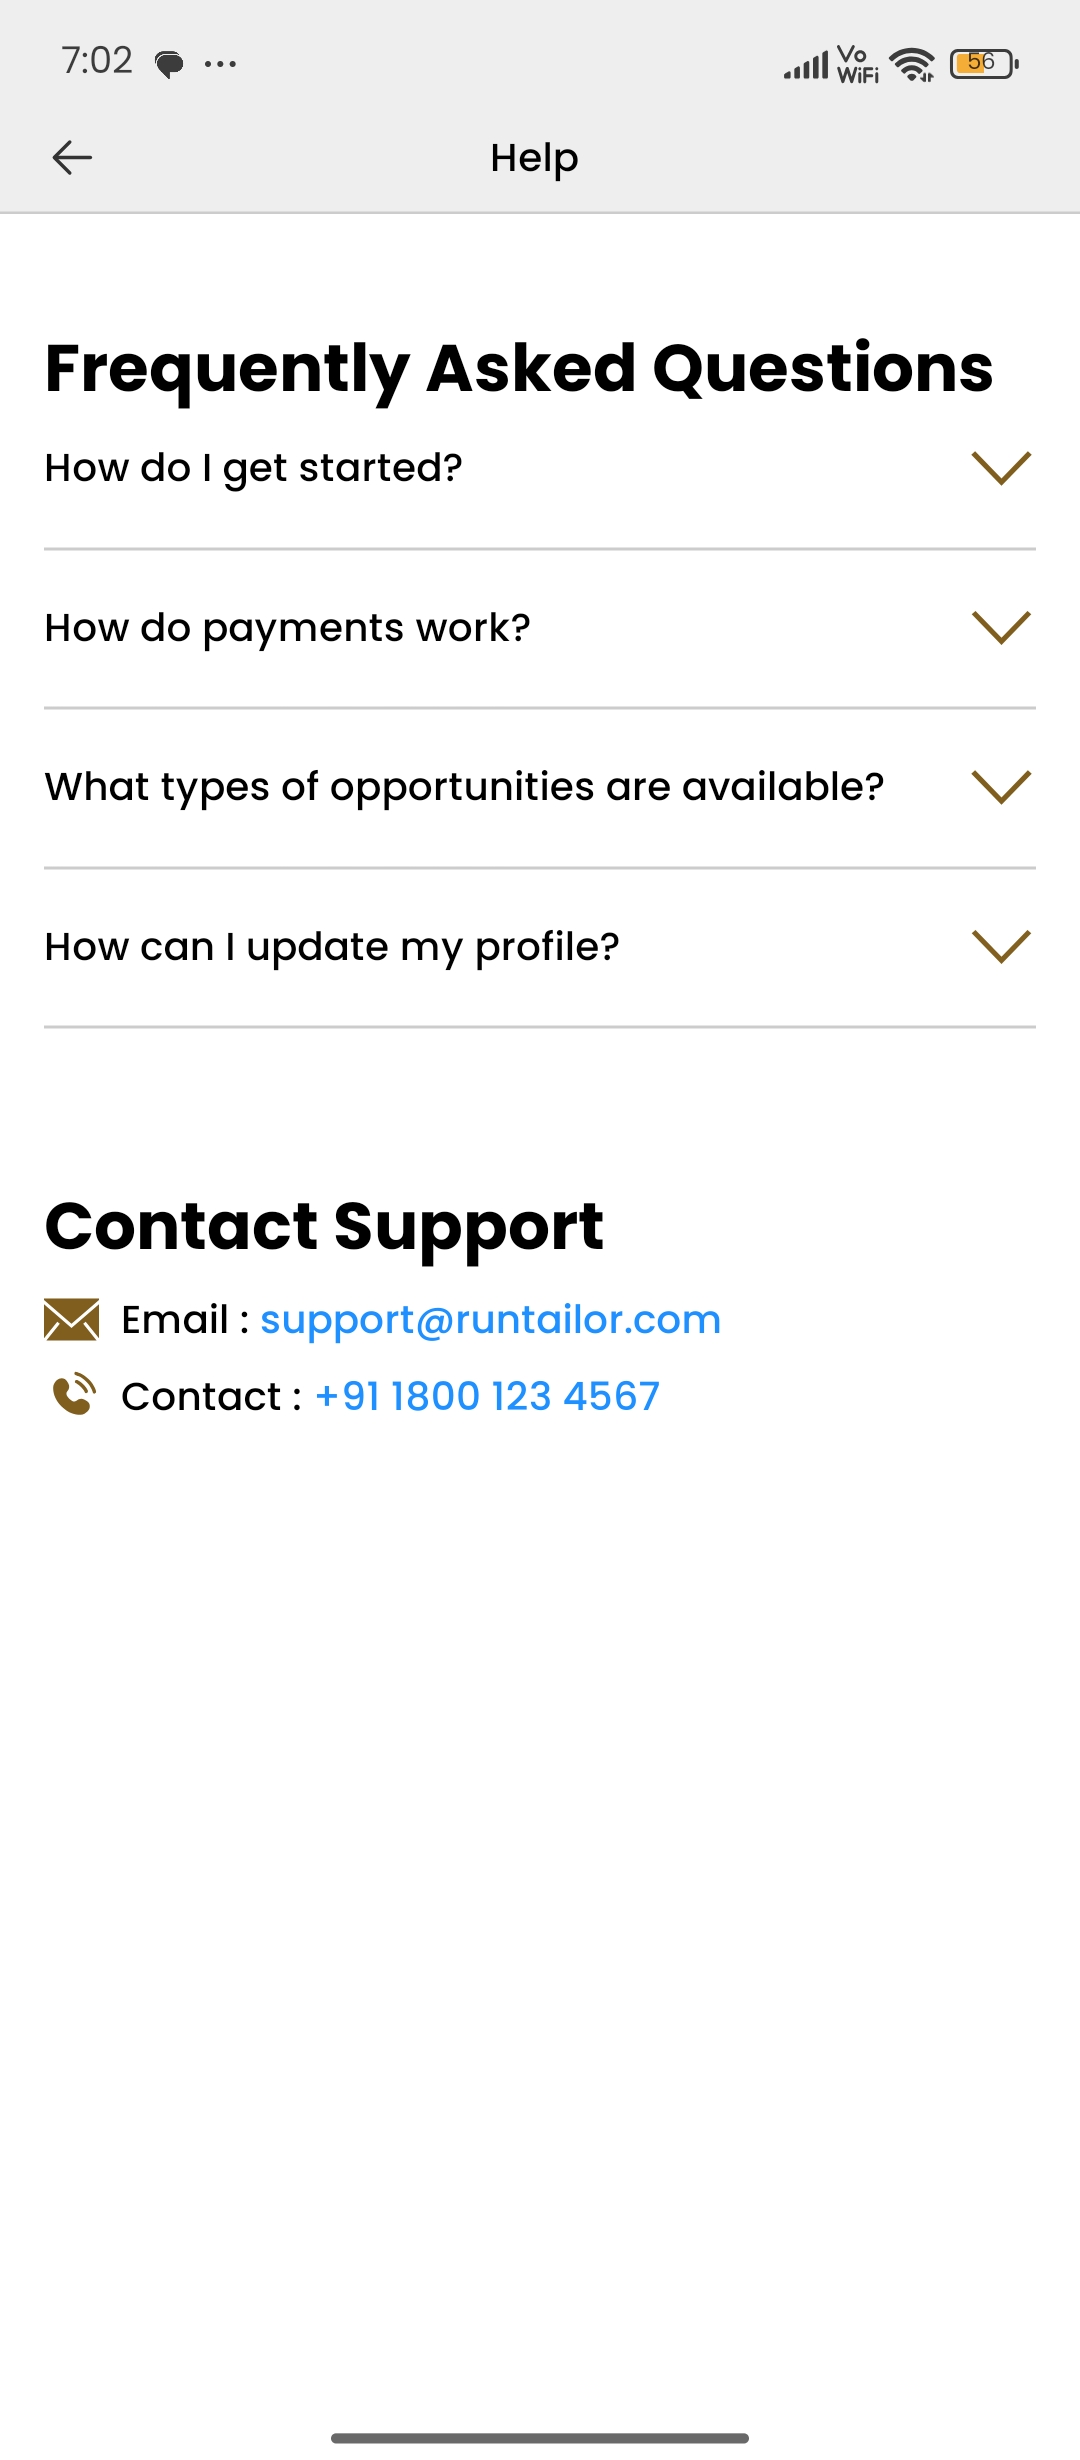 7:02 ... Vo WiFi 56
Help
Frequently Asked Questions
How do I get started?
How do payments work?
What types of opportunities are available?
How can I update my profile?
Contact Support
Email : support@runtailor.com
Contact : +91 1800 123 4567